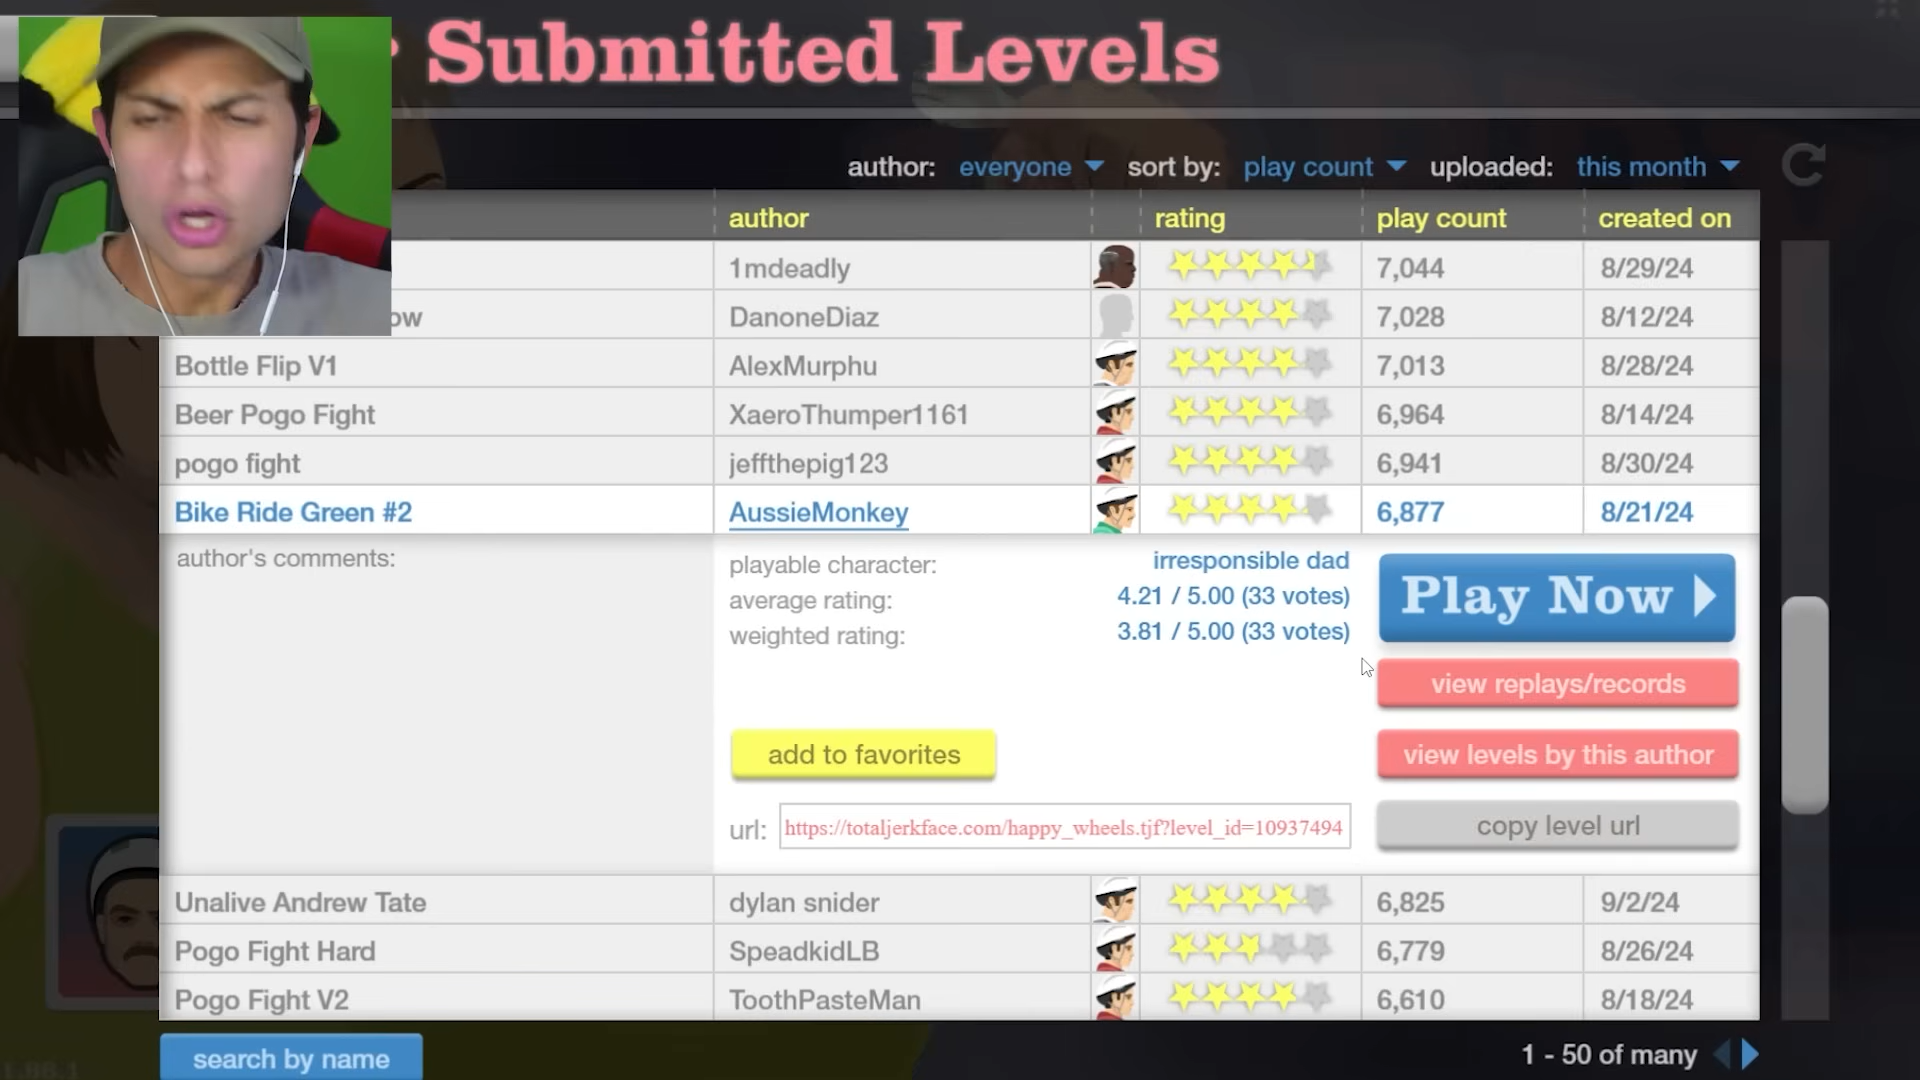 Submitted Levels
author: everyone sort by: play count uploaded: this month
author rating play count created on
1mdeadly 7,044 8/29/24
ow DanoneDiaz 7,028 8/12/24
Bottle Flip V1 AlexMurphu 7,013 8/28/24
Beer Pogo Fight XaeroThumper1161 6,964 8/14/24
pogo fight jeffthepig123 6,941 8/30/24
Bike Ride Green #2 AussieMonkey 6,877 8/21/24
author's comments:
playable character: irresponsible dad
average rating: 4.21 / 5.00 (33 votes)
weighted rating: 3.81 / 5.00 (33 votes)
Play Now
view replays/records
add to favorites
view levels by this author
url: https://totaljerkface.com/happy_wheels.tjf?level_id=10937494
copy level url
Unalive Andrew Tate dylan snider 6,825 9/2/24
Pogo Fight Hard SpeadkidLB 6,779 8/26/24
Pogo Fight V2 ToothPasteMan 6,610 8/18/24
search by name
1 - 50 of many